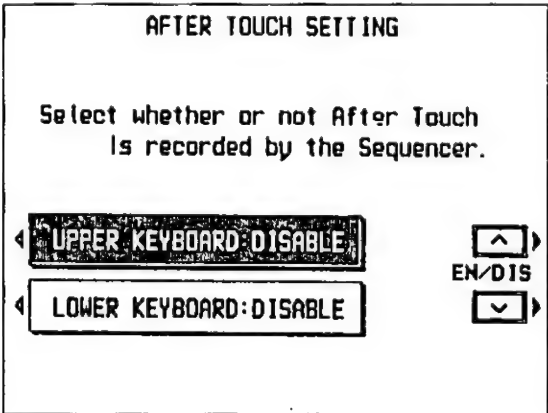 AFTER TOUCH SETTING
Select whether or not After Touch
Is recorded by the Sequencer.
UPPER KEYBOARD:DISABLE
EN/DIS
LOWER KEYBOARD:DISABLE